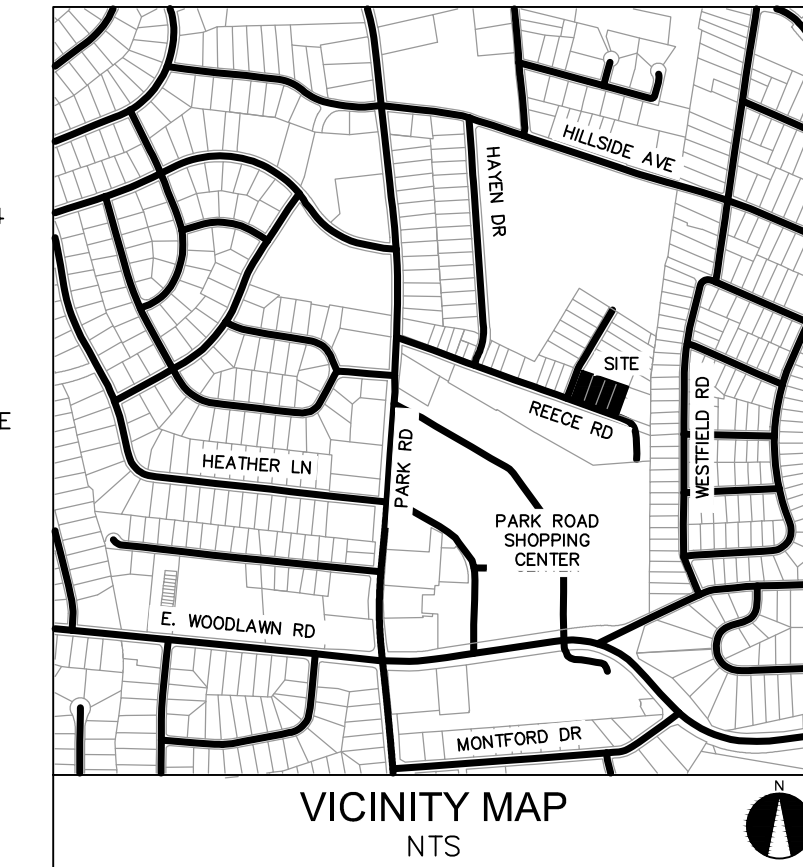 4
E
HILLSIDE AVE
HAYEN DR
SITE
REECE RD
WESTFIELD RD
PARK RD
HEATHER LN
PARK ROAD
SHOPPING
CENTER
E. WOODLAWN RD
MONTFORD DR
VICINITY MAP
NTS
N